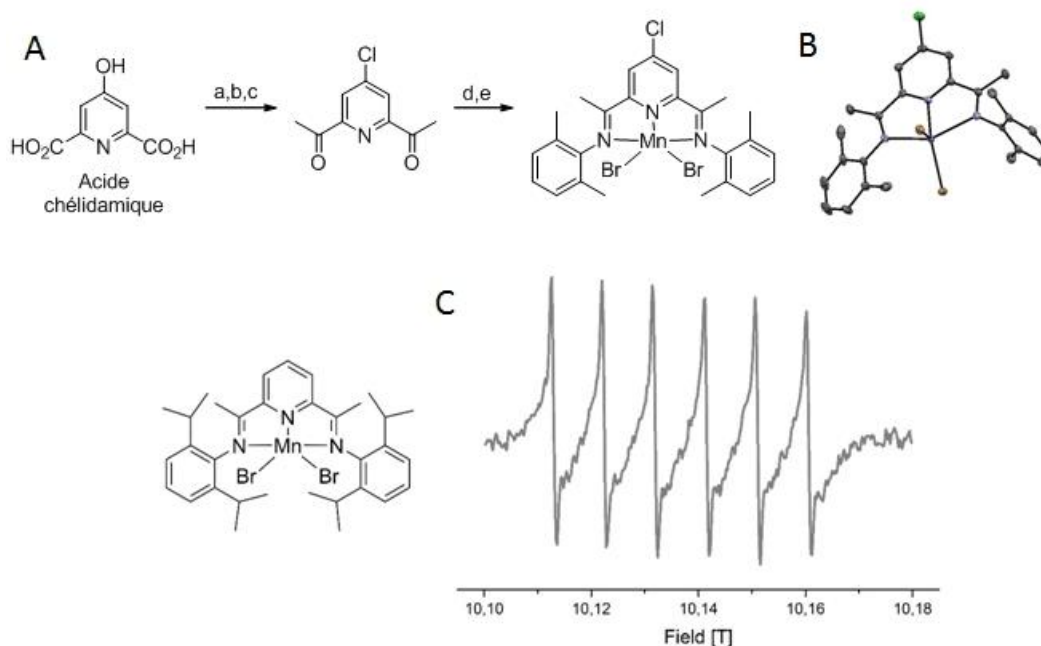 A
OH
CO₂H
N
HO₂C
Acide
chélidamique
a,b,c
Cl
N
O
O
d,e
Cl
N
N
Mn
N
Br
Br
B
C
N
N
Mn
N
Br
Br
10,10
10,12
10,14
10,16
10,18
Field [T]